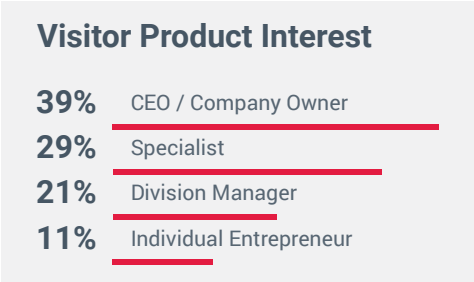 Visitor Product Interest
39% CEO / Company Owner
29% Specialist
21% Division Manager
11% Individual Entrepreneur